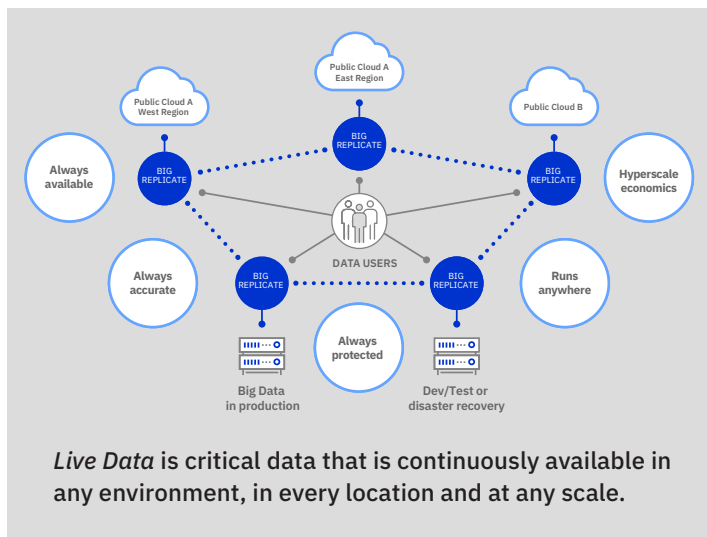 Public Cloud A
East Region
Public Cloud A
West Region
Public Cloud B
BIG
REPLICATE
BIG
REPLICATE
BIG
REPLICATE
Always
available
Hyperscale
economics
DATA USERS
Always
accurate
BIG
REPLICATE
BIG
REPLICATE
Runs
anywhere
Always
protected
Big Data
in production
Dev/Test or
disaster recovery
Live Data is critical data that is continuously available in
any environment, in every location and at any scale.